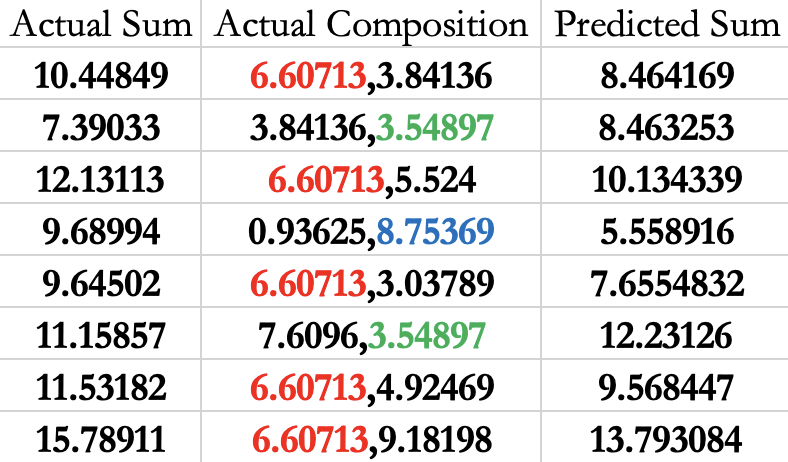 Actual Sum Actual Composition Predicted Sum
10.44849 6.60713,3.84136 8.464169
7.39033 3.84136,3.54897 8.463253
12.13113 6.60713,5.524 10.134339
9.68994 0.93625,8.75369 5.558916
9.64502 6.60713,3.03789 7.6554832
11.15857 7.6096,3.54897 12.23126
11.53182 6.60713,4.92469 9.568447
15.78911 6.60713,9.18198 13.793084